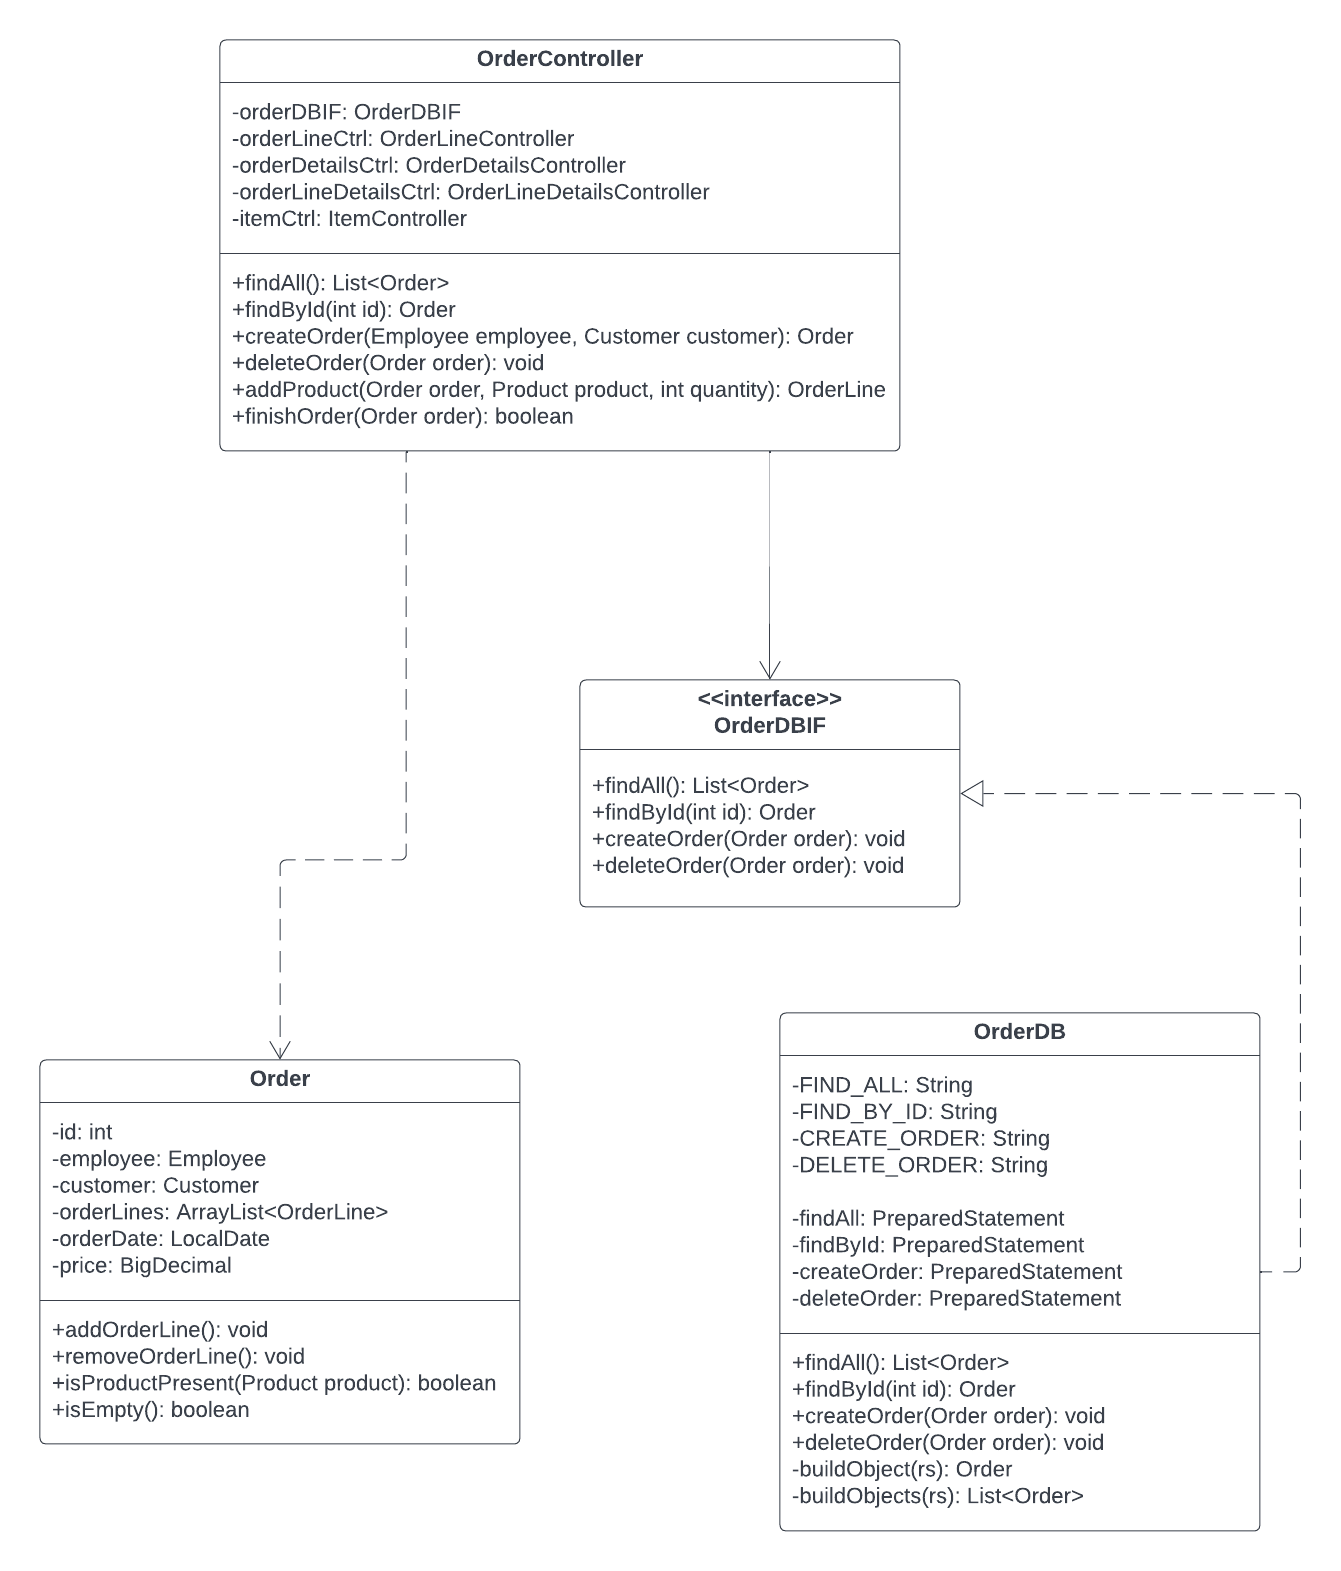 OrderController
-orderDBIF: OrderDBIF
-orderLineCtrl: OrderLineController
-orderDetailsCtrl: OrderDetailsController
-orderLineDetailsCtrl: OrderLineDetailsController
-itemCtrl: ItemController
+findAll(): List<Order>
+findById(int id): Order
+createOrder(Employee employee, Customer customer): Order
+deleteOrder(Order order): void
+addProduct(Order order, Product product, int quantity): OrderLine
+finishOrder(Order order): boolean
<<interface>>
OrderDBIF
+findAll(): List<Order>
+findById(int id): Order
+createOrder(Order order): void
+deleteOrder(Order order): void
Order
-id: int
-employee: Employee
-customer: Customer
-orderLines: ArrayList<OrderLine>
-orderDate: LocalDate
-price: BigDecimal
+addOrderLine(): void
+removeOrderLine(): void
+isProductPresent(Product product): boolean
+isEmpty(): boolean
OrderDB
-FIND_ALL: String
-FIND_BY_ID: String
-CREATE_ORDER: String
-DELETE_ORDER: String
-findAll: PreparedStatement
-findById: PreparedStatement
-createOrder: PreparedStatement
-deleteOrder: PreparedStatement
+findAll(): List<Order>
+findById(int id): Order
+createOrder(Order order): void
+deleteOrder(Order order): void
-buildObject(rs): Order
-buildObjects(rs): List<Order>